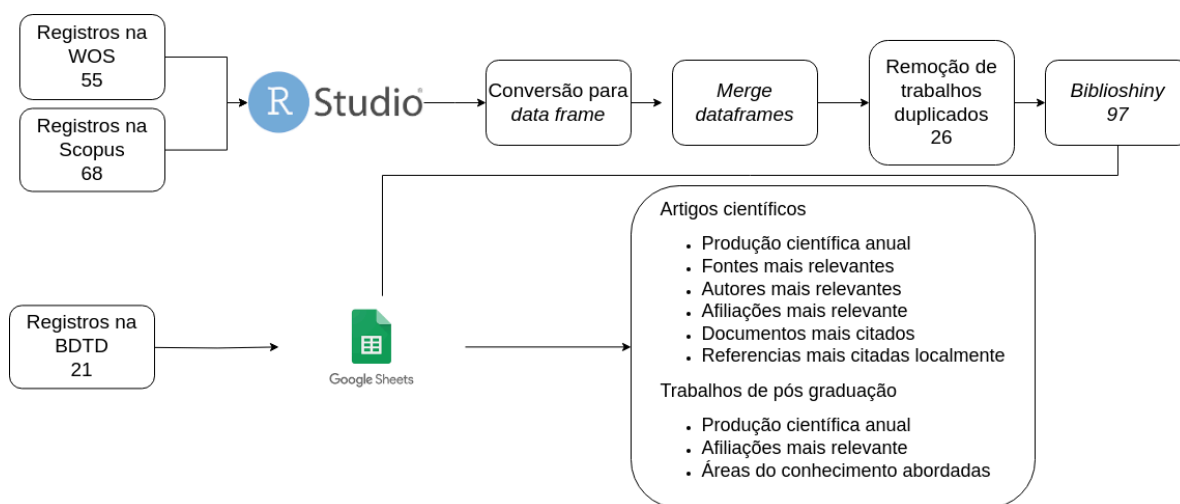 Registros na
WOS
55
Registros na
Scopus
68
R Studio®
Conversão para
data frame
Merge
dataframes
Remoção de
trabalhos
duplicados
26
Biblioshiny
97
Registros na
BDTD
21
Google Sheets
Artigos científicos
• Produção científica anual
• Fontes mais relevantes
• Autores mais relevantes
• Afiliações mais relevante
• Documentos mais citados
• Referencias mais citadas localmente
Trabalhos de pós graduação
• Produção científica anual
• Afiliações mais relevante
• Áreas do conhecimento abordadas